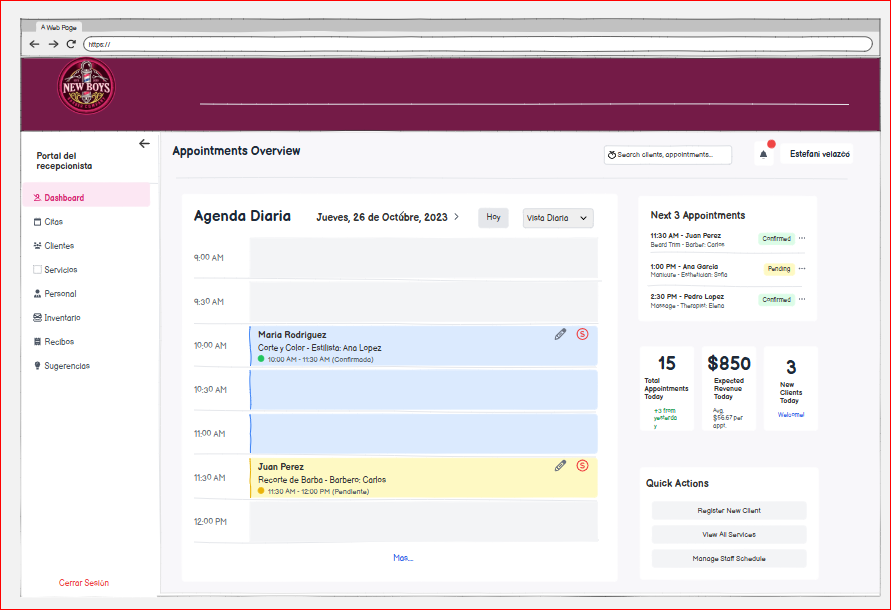 A Web Page
https://
NEW BOYS
Portal del
recepcionista
Dashboard
Citas
Clientes
Servicios
Personal
Inventario
Recibos
Sugerencias
Cerrar Sesión
Appointments Overview
Search clients, appointments...
Estefani velazco
Agenda Diaria
Jueves, 26 de Octúbre, 2023
Hoy
Vista Diaria
9:00 AM
9:30 AM
10:00 AM
Maria Rodriguez
Corte y Color - Estilista: Ana Lopez
10:00 AM - 11:30 AM (Confirmada)
10:30 AM
11:00 AM
11:30 AM
Juan Perez
Recorte de Barba - Barbero: Carlos
11:30 AM - 12:00 PM (Pendiente)
12:00 PM
Mas...
Next 3 Appointments
11:30 AM - Juan Perez
Beard Trim - Barber: Carlos
Confirmed
1:00 PM - Ana Garcia
Manicure - Esthetician: Sofia
Pending
2:30 PM - Pedro Lopez
Massage - Therapist: Elena
Confirmed
15
Total
Appointments
Today
+3 from
yesterda
y
$850
Expected
Revenue
Today
Avg.
$56.67 per
appt.
3
New
Clients
Today
Welcome!
Quick Actions
Register New Client
View All Services
Manage Staff Schedule